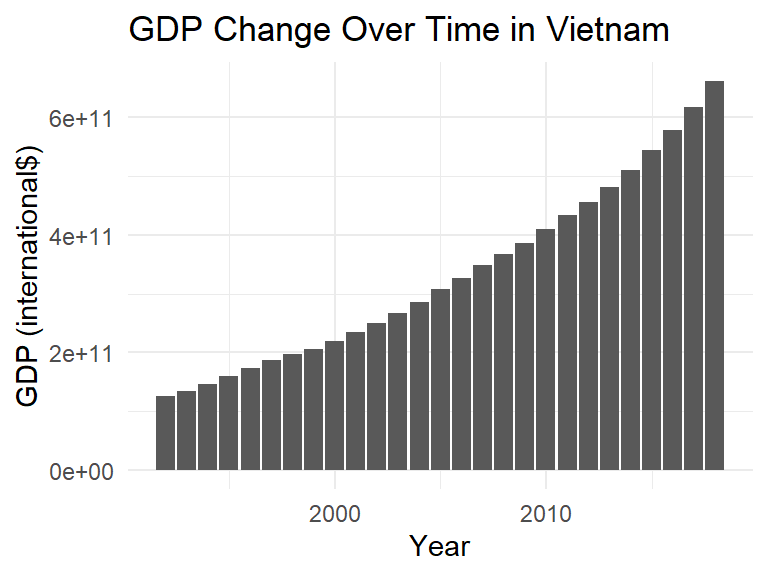 GDP Change Over Time in Vietnam
GDP (international$)
6e+11
4e+11
2e+11
0e+00
2000
2010
Year